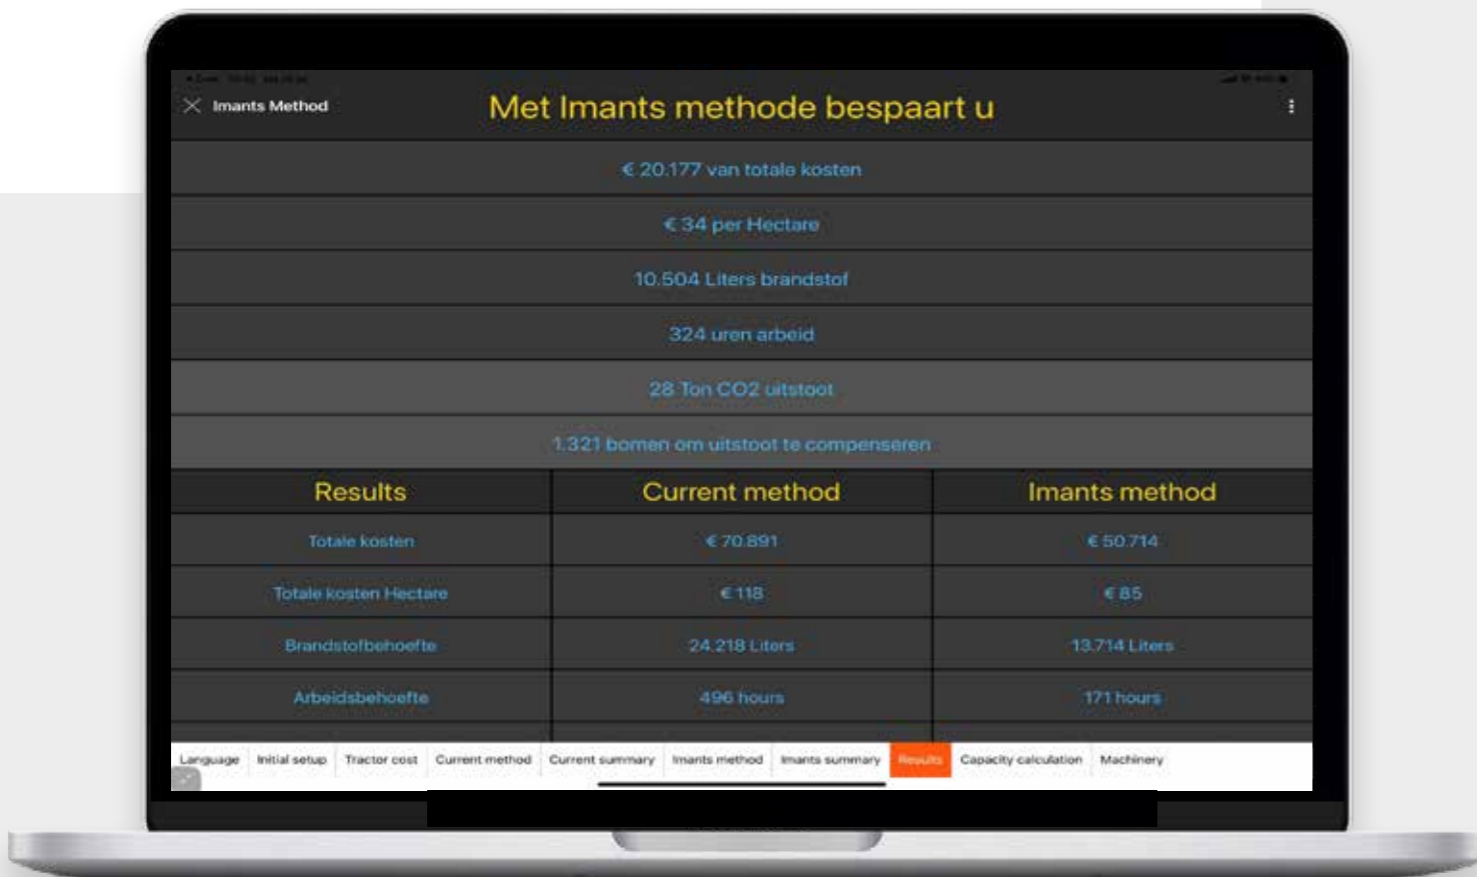 Imants Method
Met Imants methode bespaart u
€ 20.177 van totale kosten
€ 34 per Hectare
10.504 Liters brandstof
324 uren arbeid
28 Ton CO2 uitstoot
1.321 bomen om uitstoot te compenseren
Results Current method Imants method
Totale kosten € 70.891 € 50.714
Totale kosten Hectare € 118 € 85
Brandstofbehoefte 24.218 Liters 13.714 Liters
Arbeidsbehoefte 496 hours 171 hours
Language Initial setup Tractor cost Current method Current summary Imants method Imants summary Results Capacity calculation Machinery